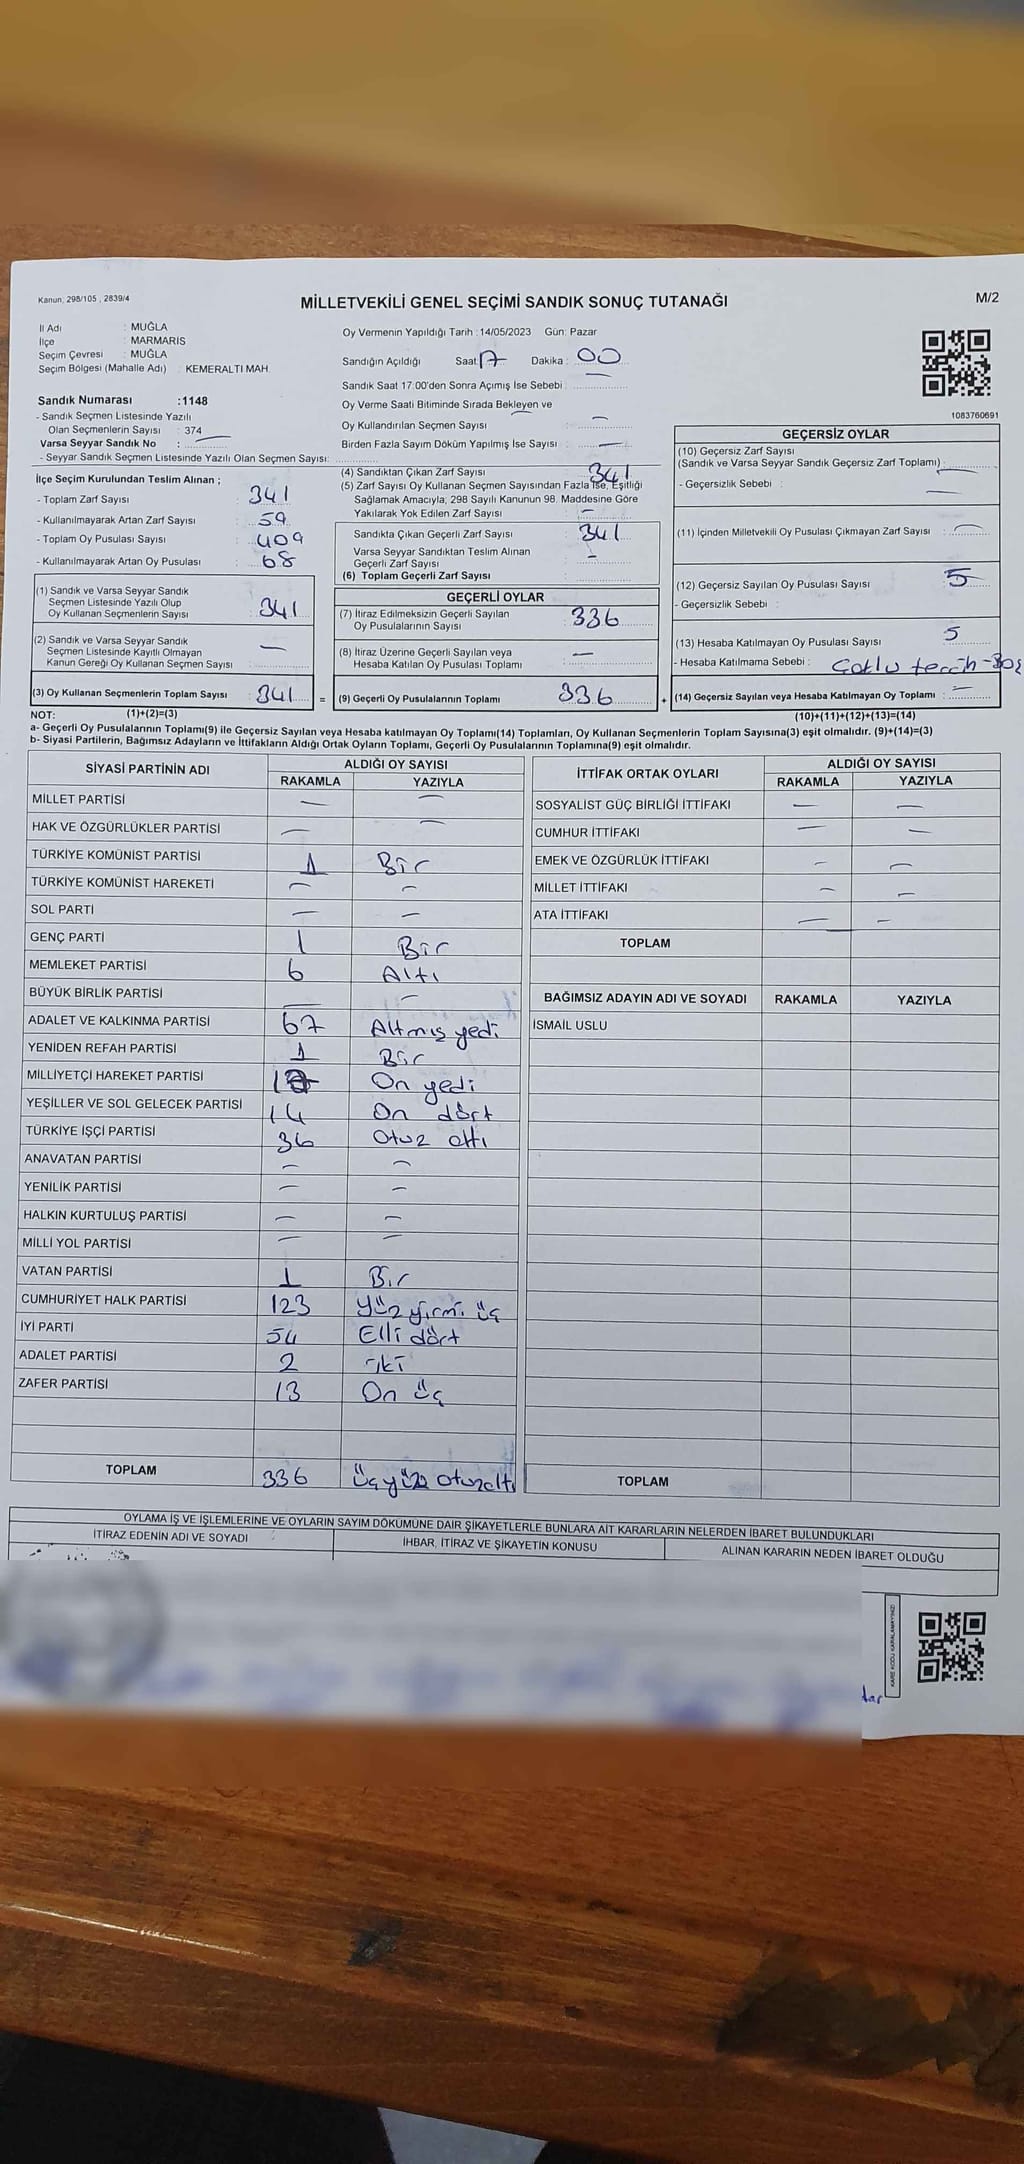 Kanun; 298/105 , 2839/4
MİLLETVEKİLİ GENEL SEÇİMİ SANDIK SONUÇ TUTANAĞI
M/2
İl Adı : MUĞLA
İlçe : MARMARİS
Seçim Çevresi : MUĞLA
Seçim Bölgesi (Mahalle Adı) : KEMERALTI MAH.
Sandık Numarası :1148
- Sandık Seçmen Listesinde Yazılı
Olan Seçmenlerin Sayısı : 374
Varsa Seyyar Sandık No :
- Seyyar Sandık Seçmen Listesinde Yazılı Olan Seçmen Sayısı:
Oy Vermenin Yapıldığı Tarih :14/05/2023 Gün: Pazar
Sandığın Açıldığı Saat: 17 Dakika : 00
Sandık Saat 17:00'den Sonra Açımış İse Sebebi :
Oy Verme Saati Bitiminde Sırada Bekleyen ve
Oy Kullandırılan Seçmen Sayısı : —
Birden Fazla Sayım Döküm Yapılmış İse Sayısı : —
1083760691
İlçe Seçim Kurulundan Teslim Alınan ;
- Toplam Zarf Sayısı : 341
- Kullanılmayarak Artan Zarf Sayısı : 59
- Toplam Oy Pusulası Sayısı : 409
- Kullanılmayarak Artan Oy Pusulası : 68
(1) Sandık ve Varsa Seyyar Sandık
Seçmen Listesinde Yazılı Olup
Oy Kullanan Seçmenlerin Sayısı : 341
(2) Sandık ve Varsa Seyyar Sandık
Seçmen Listesinde Kayıtlı Olmayan
Kanun Gereği Oy Kullanan Seçmen Sayısı : —
(3) Oy Kullanan Seçmenlerin Toplam Sayısı : 341 =
(4) Sandıktan Çıkan Zarf Sayısı : 341
(5) Zarf Sayısı Oy Kullanan Seçmen Sayısından Fazla İse, Eşitliği
Sağlamak Amacıyla; 298 Sayılı Kanunun 98. Maddesine Göre
Yakılarak Yok Edilen Zarf Sayısı : —
Sandıkta Çıkan Geçerli Zarf Sayısı : 341
Varsa Seyyar Sandıktan Teslim Alınan
Geçerli Zarf Sayısı : —
(6) Toplam Geçerli Zarf Sayısı :
GEÇERLİ OYLAR
(7) İtiraz Edilmeksizin Geçerli Sayılan
Oy Pusulalarının Sayısı : 336
(8) İtiraz Üzerine Geçerli Sayılan veya
Hesaba Katılan Oy Pusulası Toplamı : —
(9) Geçerli Oy Pusulalarının Toplamı : 336 +
GEÇERSİZ OYLAR
(10) Geçersiz Zarf Sayısı
(Sandık ve Varsa Seyyar Sandık Geçersiz Zarf Toplamı) :
- Geçersizlik Sebebi : —
(11) İçinden Milletvekili Oy Pusulası Çıkmayan Zarf Sayısı : —
(12) Geçersiz Sayılan Oy Pusulası Sayısı : 5
- Geçersizlik Sebebi :
(13) Hesaba Katılmayan Oy Pusulası Sayısı : 5
- Hesaba Katılmama Sebebi : Çoklu tercih-Boş
(14) Geçersiz Sayılan veya Hesaba Katılmayan Oy Toplamı : —
NOT: (1)+(2)=(3)
(10)+(11)+(12)+(13)=(14)
a- Geçerli Oy Pusulalarının Toplamı(9) ile Geçersiz Sayılan veya Hesaba katılmayan Oy Toplamı(14) Toplamları, Oy Kullanan Seçmenlerin Toplam Sayısına(3) eşit olmalıdır. (9)+(14)=(3)
b- Siyasi Partilerin, Bağımsız Adayların ve İttifakların Aldığı Ortak Oyların Toplamı, Geçerli Oy Pusulalarının Toplamına(9) eşit olmalıdır.
SİYASİ PARTİNİN ADI ALDIĞI OY SAYISI
RAKAMLA YAZIYLA
MİLLET PARTİSİ — —
HAK VE ÖZGÜRLÜKLER PARTİSİ — —
TÜRKİYE KOMÜNİST PARTİSİ 1 Bir
TÜRKİYE KOMÜNİST HAREKETİ — —
SOL PARTİ — —
GENÇ PARTİ 1 Bir
MEMLEKET PARTİSİ 6 Altı
BÜYÜK BİRLİK PARTİSİ — —
ADALET VE KALKINMA PARTİSİ 67 Altmış yedi
YENİDEN REFAH PARTİSİ 1 Bir
MİLLİYETÇİ HAREKET PARTİSİ 17 On yedi
YEŞİLLER VE SOL GELECEK PARTİSİ 14 On dört
TÜRKİYE İŞÇİ PARTİSİ 36 Otuz altı
ANAVATAN PARTİSİ — —
YENİLİK PARTİSİ — —
HALKIN KURTULUŞ PARTİSİ — —
MİLLİ YOL PARTİSİ — —
VATAN PARTİSİ 1 Bir
CUMHURİYET HALK PARTİSİ 123 Yüz yirmi üç
İYİ PARTİ 54 Elli dört
ADALET PARTİSİ 2 iki
ZAFER PARTİSİ 13 On üç
TOPLAM 336 üç yüz otuzaltı
İTTİFAK ORTAK OYLARI ALDIĞI OY SAYISI
RAKAMLA YAZIYLA
SOSYALİST GÜÇ BİRLİĞİ İTTİFAKI — —
CUMHUR İTTİFAKI — —
EMEK VE ÖZGÜRLÜK İTTİFAKI — —
MİLLET İTTİFAKI — —
ATA İTTİFAKI — —
TOPLAM
BAĞIMSIZ ADAYIN ADI VE SOYADI RAKAMLA YAZIYLA
İSMAİL USLU
TOPLAM
OYLAMA İŞ VE İŞLEMLERİNE VE OYLARIN SAYIM DÖKÜMÜNE DAİR ŞİKAYETLERLE BUNLARA AİT KARARLARIN NELERDEN İBARET BULUNDUKLARI
İTİRAZ EDENİN ADI VE SOYADI İHBAR, İTİRAZ VE ŞİKAYETİN KONUSU ALINAN KARARIN NEDEN İBARET OLDUĞU
KARE KODU KARALAMAYINIZ!